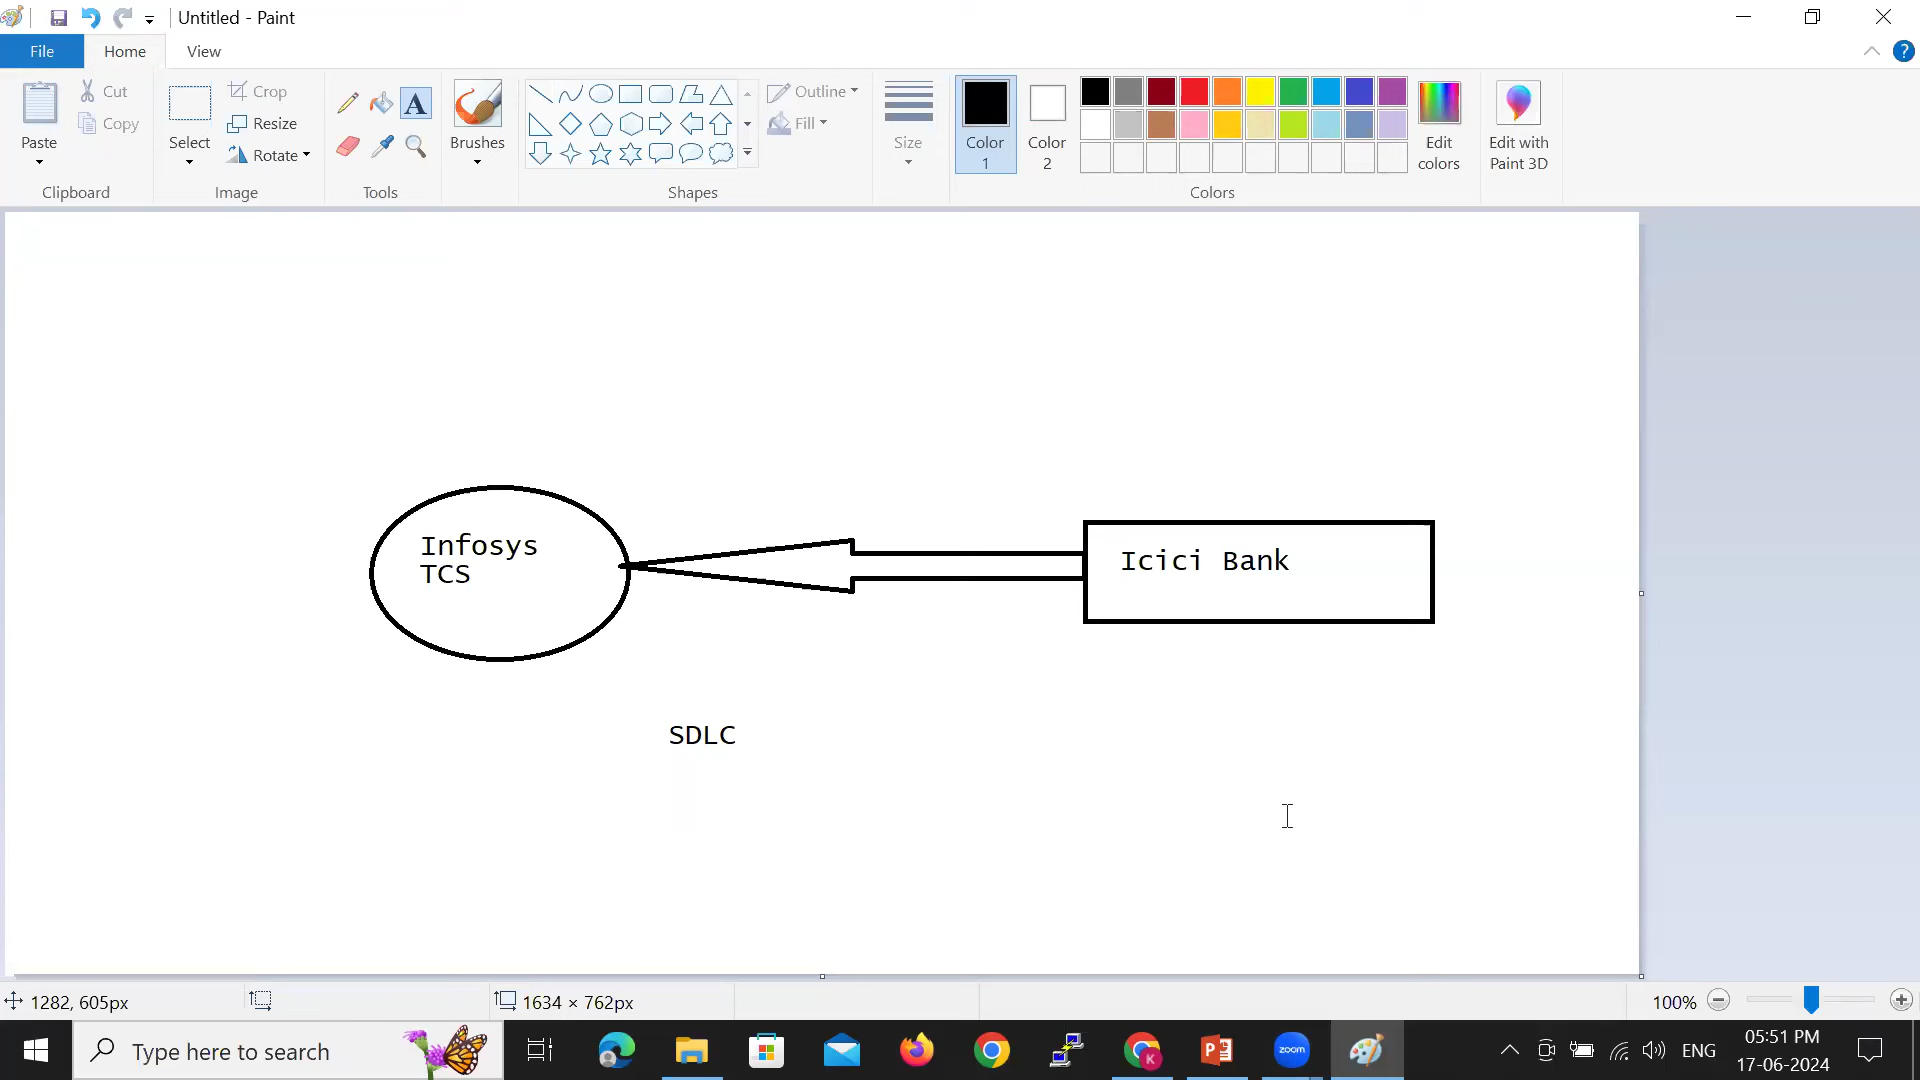 Untitled - Paint
File
Home
View
?
Paste
Cut
Copy
Clipboard
Select
Crop
Resize
Rotate
Image
A
Tools
Brushes
Shapes
Outline
Fill
Size
Color
1
Color
2
Edit
colors
Colors
Edit with
Paint 3D
Infosys
TCS
Icici Bank
SDLC
1282, 605px
1634 × 762px
100%
Type here to search
K
P
zoom
ENG
05:51 PM
17-06-2024